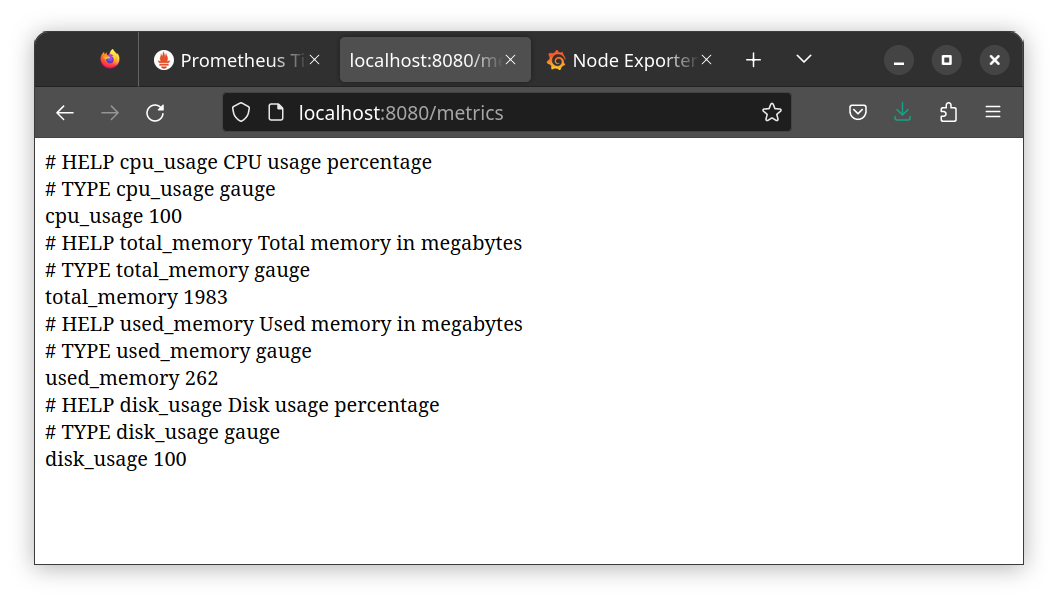 Prometheus Ti
localhost:8080/m
Node Exporter
localhost:8080/metrics
# HELP cpu_usage CPU usage percentage
# TYPE cpu_usage gauge
cpu_usage 100
# HELP total_memory Total memory in megabytes
# TYPE total_memory gauge
total_memory 1983
# HELP used_memory Used memory in megabytes
# TYPE used_memory gauge
used_memory 262
# HELP disk_usage Disk usage percentage
# TYPE disk_usage gauge
disk_usage 100